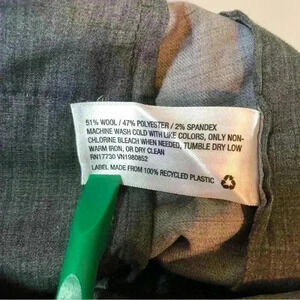 51% WOOL / 47% POLYESTER / 2% SPANDEX
MACHINE WASH COLD WITH LIKE COLORS, ONLY NON-
CHLORINE BLEACH WHEN NEEDED, TUMBLE DRY LOW
WARM IRON, OR DRY CLEAN
RN17730 VN1980852
LABEL MADE FROM 100% RECYCLED PLASTIC